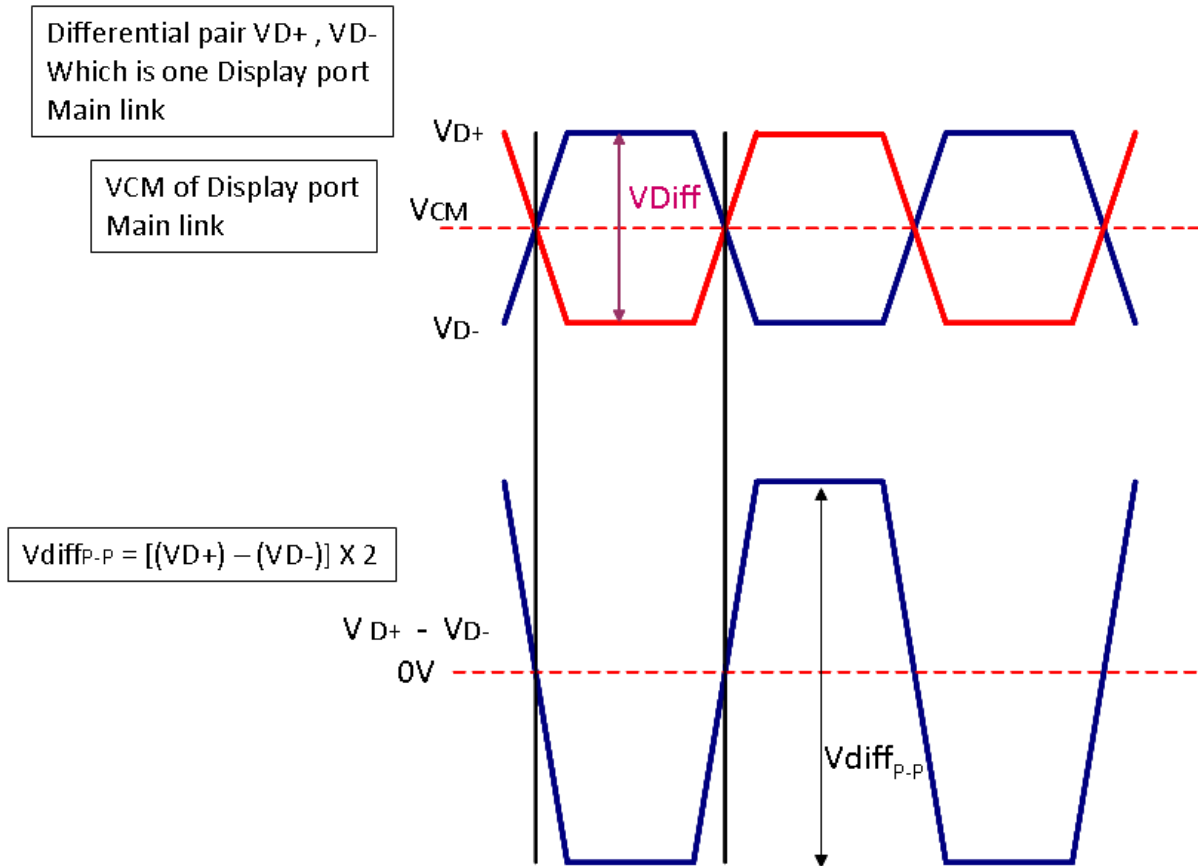 Differential pair VD+ , VD-
Which is one Display port
Main link
VCM of Display port
Main link
VD+
VDiff
VCM
VD-
VdiffP-P = [(VD+) – (VD-)] X 2
V D+ - VD-
0V
VdiffP-P